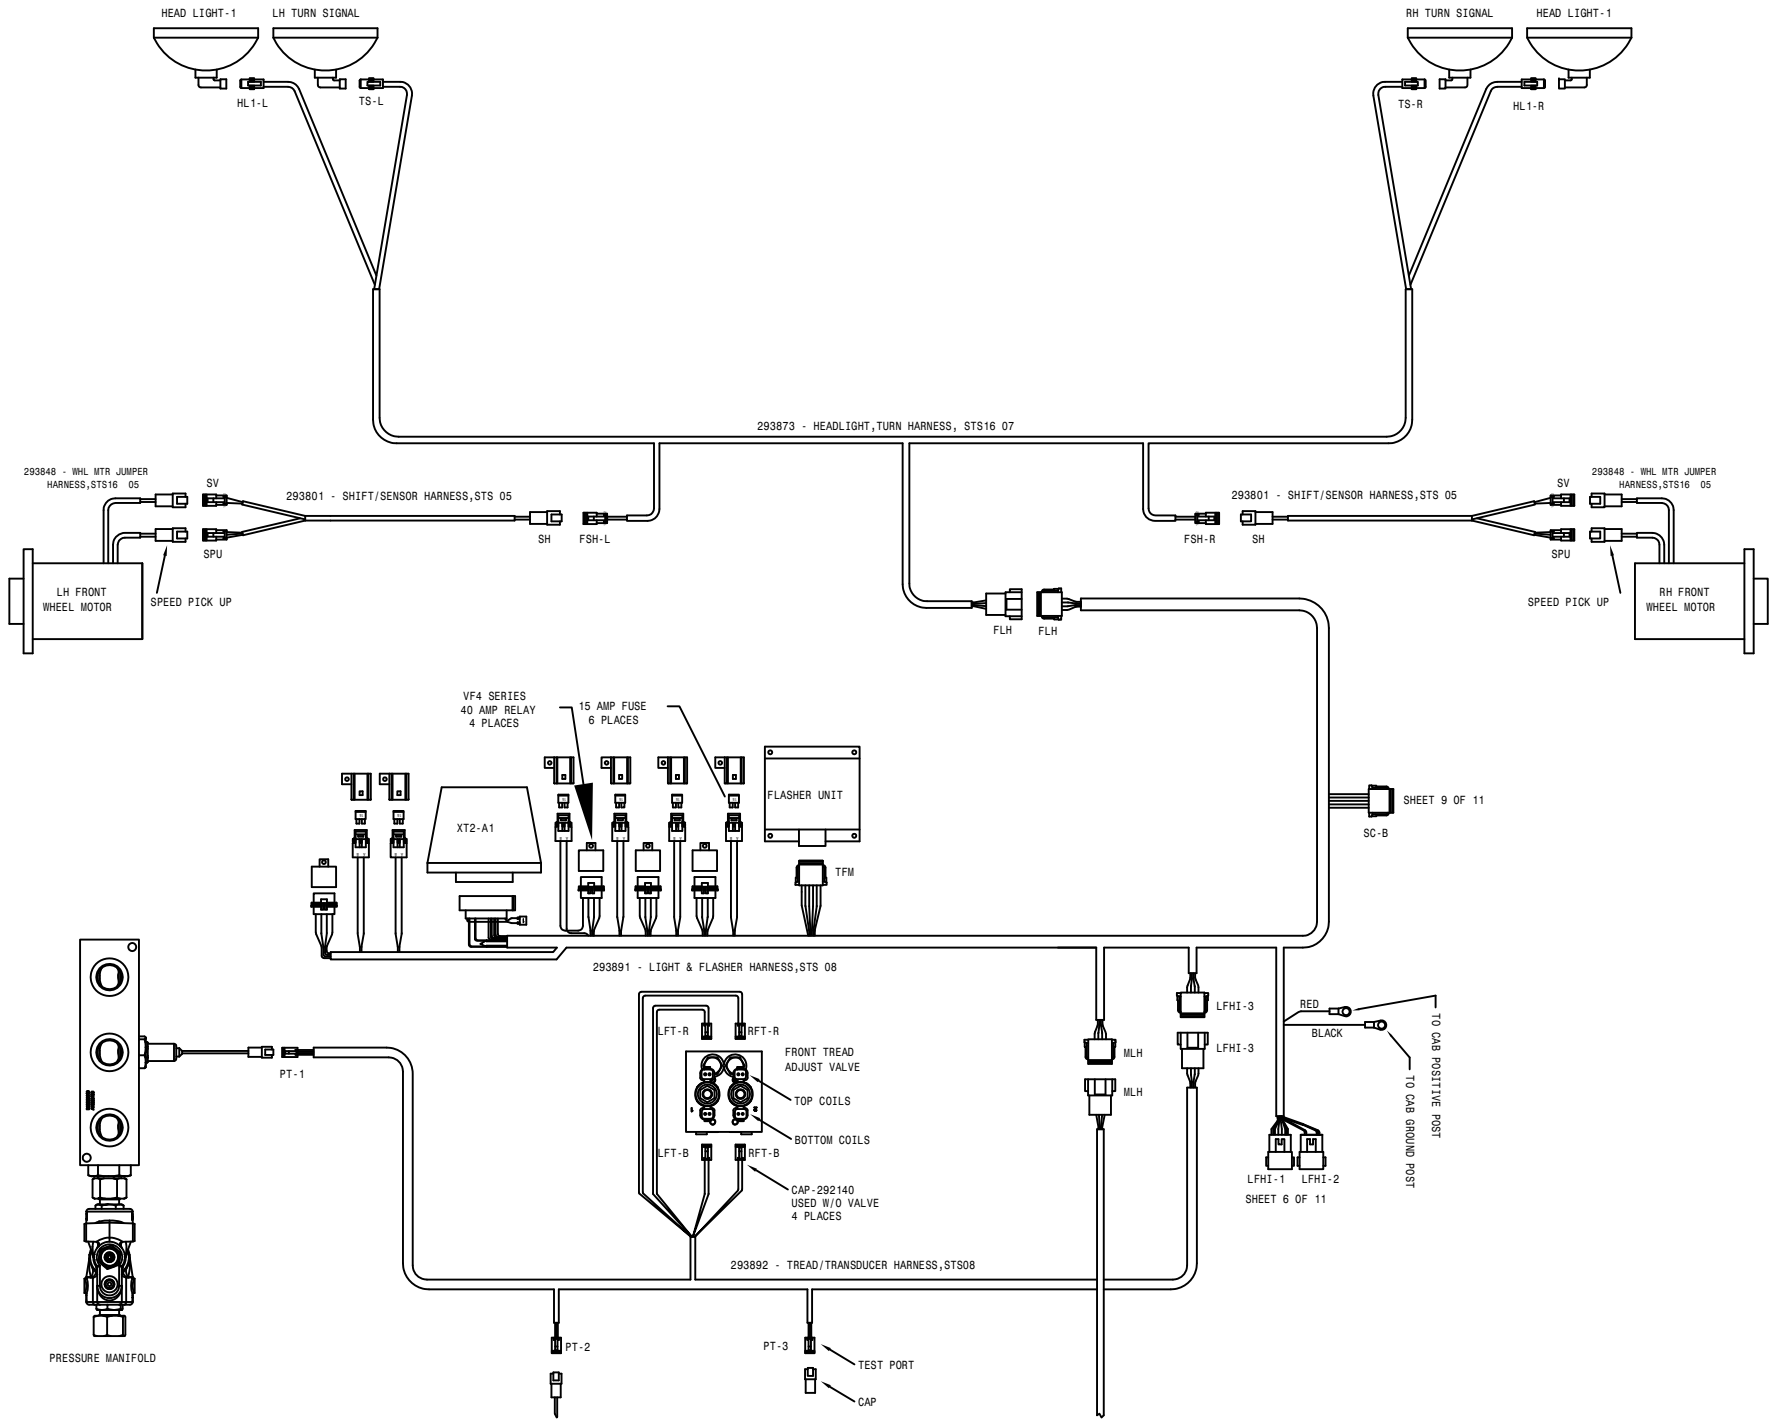 HEAD LIGHT-1
LH TURN SIGNAL
RH TURN SIGNAL
HEAD LIGHT-1
HL1-L
TS-L
TS-R
HL1-R
293873 - HEADLIGHT,TURN HARNESS, STS16 07
293848 - WHL MTR JUMPER
HARNESS,STS16 05
SV
293801 - SHIFT/SENSOR HARNESS,STS 05
SH
FSH-L
SPU
SPEED PICK UP
LH FRONT
WHEEL MOTOR
293801 - SHIFT/SENSOR HARNESS,STS 05
FSH-R
SH
SV
SPU
293848 - WHL MTR JUMPER
HARNESS,STS16 05
SPEED PICK UP
RH FRONT
WHEEL MOTOR
FLH
FLH
VF4 SERIES
40 AMP RELAY
4 PLACES
15 AMP FUSE
6 PLACES
FLASHER UNIT
XT2-A1
TFM
SHEET 9 OF 11
SC-B
293891 - LIGHT & FLASHER HARNESS,STS 08
LFHI-3
LFHI-3
MLH
MLH
RED
BLACK
TO CAB POSITIVE POST
TO CAB GROUND POST
LFHI-1
LFHI-2
SHEET 6 OF 11
PT-1
LFT-R
RFT-R
FRONT TREAD
ADJUST VALVE
TOP COILS
BOTTOM COILS
LFT-B
RFT-B
CAP-292140
USED W/O VALVE
4 PLACES
293892 - TREAD/TRANSDUCER HARNESS,STS08
PT-2
PT-3
TEST PORT
CAP
PRESSURE MANIFOLD